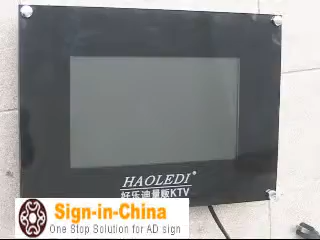 HAOLEDI®
好乐迪量贩KTV
Sign-in-China
One Stop Solution for AD sign